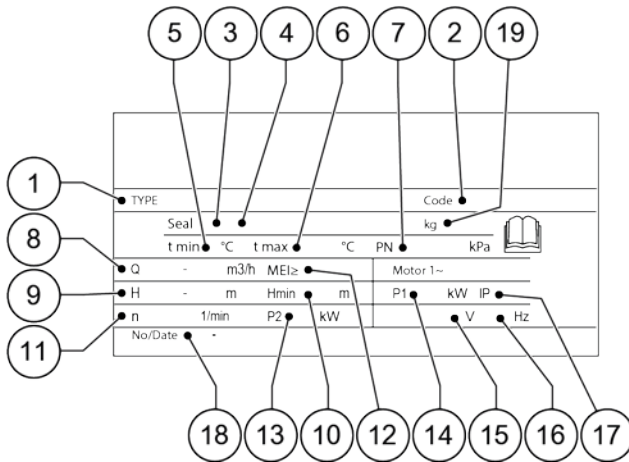 5 3 4 6 7 2 19
1 TYPE Code
Seal kg
t min °C t max °C PN kPa
8 Q - m3/h MEI≥ Motor 1~
9 H - m Hmin m P1 kW IP
11 n 1/min P2 kW V Hz
No/Date -
18 13 10 12 14 15 16 17